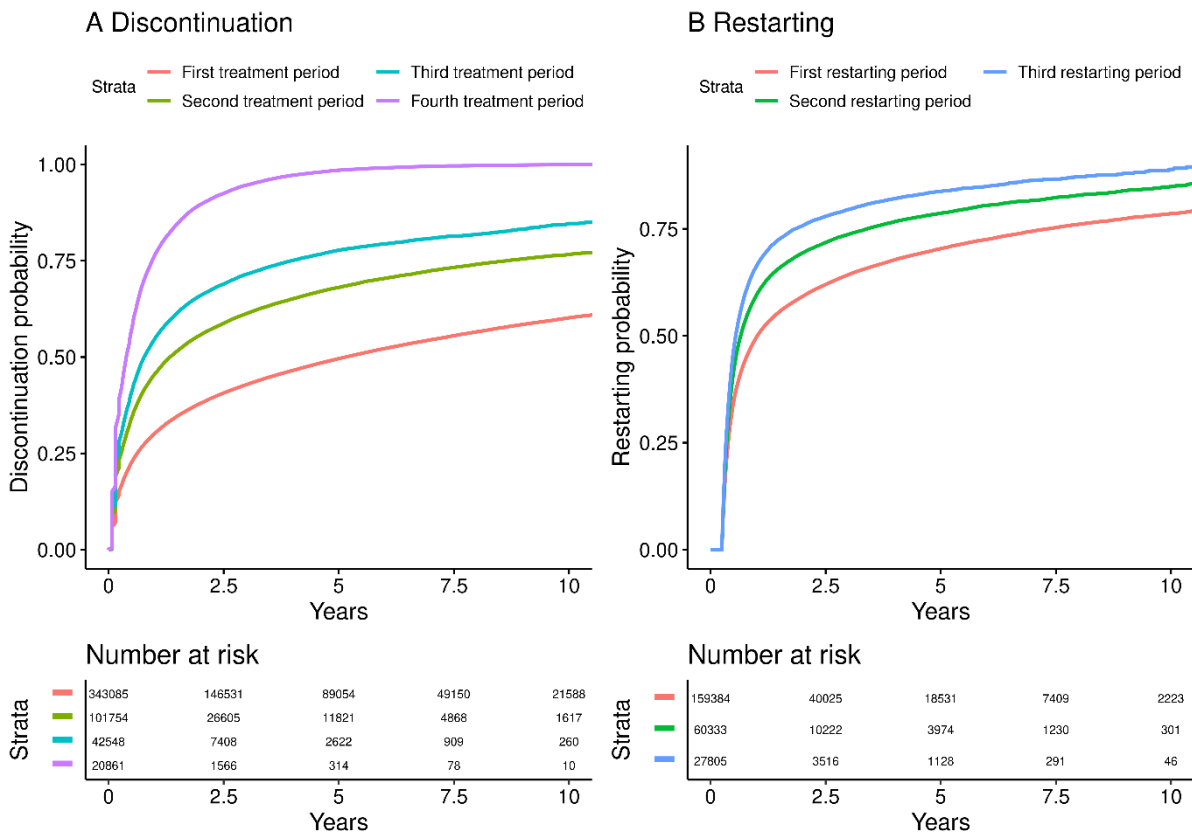 A Discontinuation
Strata
First treatment period
Third treatment period
Second treatment period
Fourth treatment period
Discontinuation probability
1.00
0.75
0.50
0.25
0.00
0 2.5 5 7.5 10
Years
Number at risk
Strata
343085 146531 89054 49150 21588
101754 26605 11821 4868 1617
42548 7408 2622 909 260
20861 1566 314 78 10
0 2.5 5 7.5 10
Years
B Restarting
Strata
First restarting period
Third restarting period
Second restarting period
Restarting probability
0.75
0.50
0.25
0.00
0 2.5 5 7.5 10
Years
Number at risk
Strata
159384 40025 18531 7409 2223
60333 10222 3974 1230 301
27805 3516 1128 291 46
0 2.5 5 7.5 10
Years